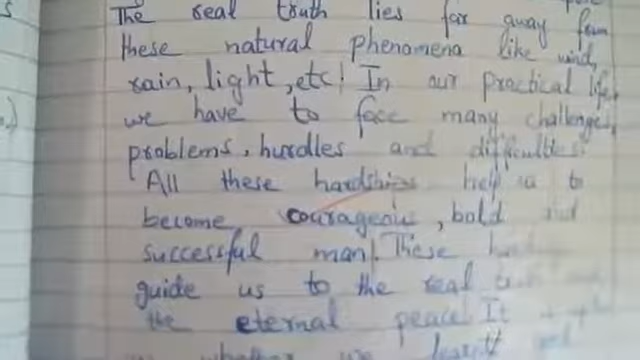 The real truth lies far away from
these natural phenomena like wind,
rain, light, etc! In our practical life,
we have to face many challenges,
problems, hurdles and difficulties.
All these hardships help to
become courageous, bold
successful man! These
guide us to the real
the eternal peace! It
whether we